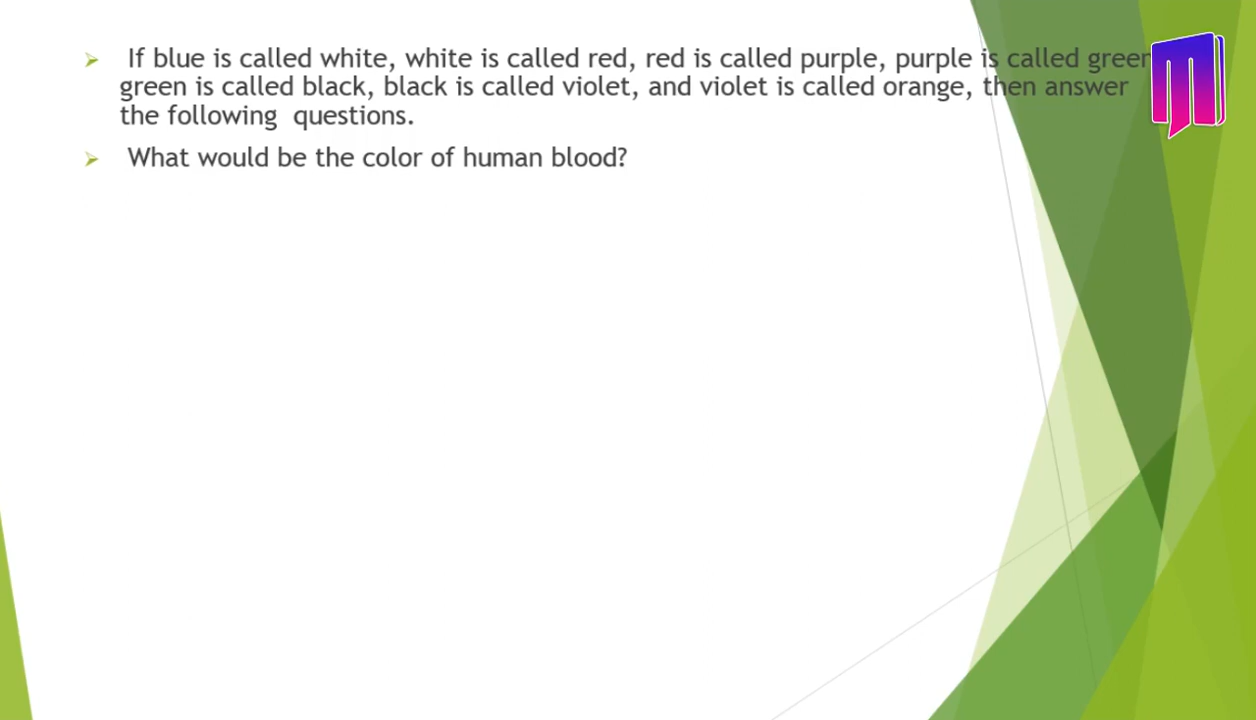 If blue is called white, white is called red, red is called purple, purple is called green
green is called black, black is called violet, and violet is called orange, then answer
the following questions.
What would be the color of human blood?